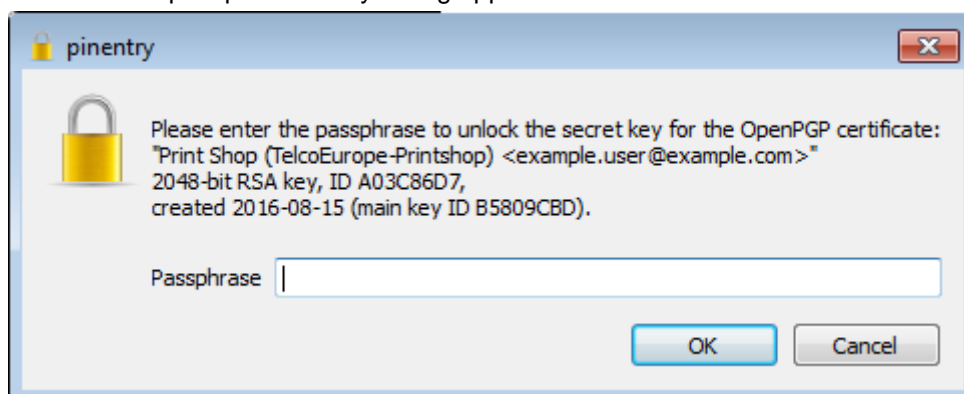 pinentry
Please enter the passphrase to unlock the secret key for the OpenPGP certificate:
"Print Shop (TelcoEurope-Printshop) <example.user@example.com>"
2048-bit RSA key, ID A03C86D7,
created 2016-08-15 (main key ID B5809CBD).
Passphrase
OK
Cancel